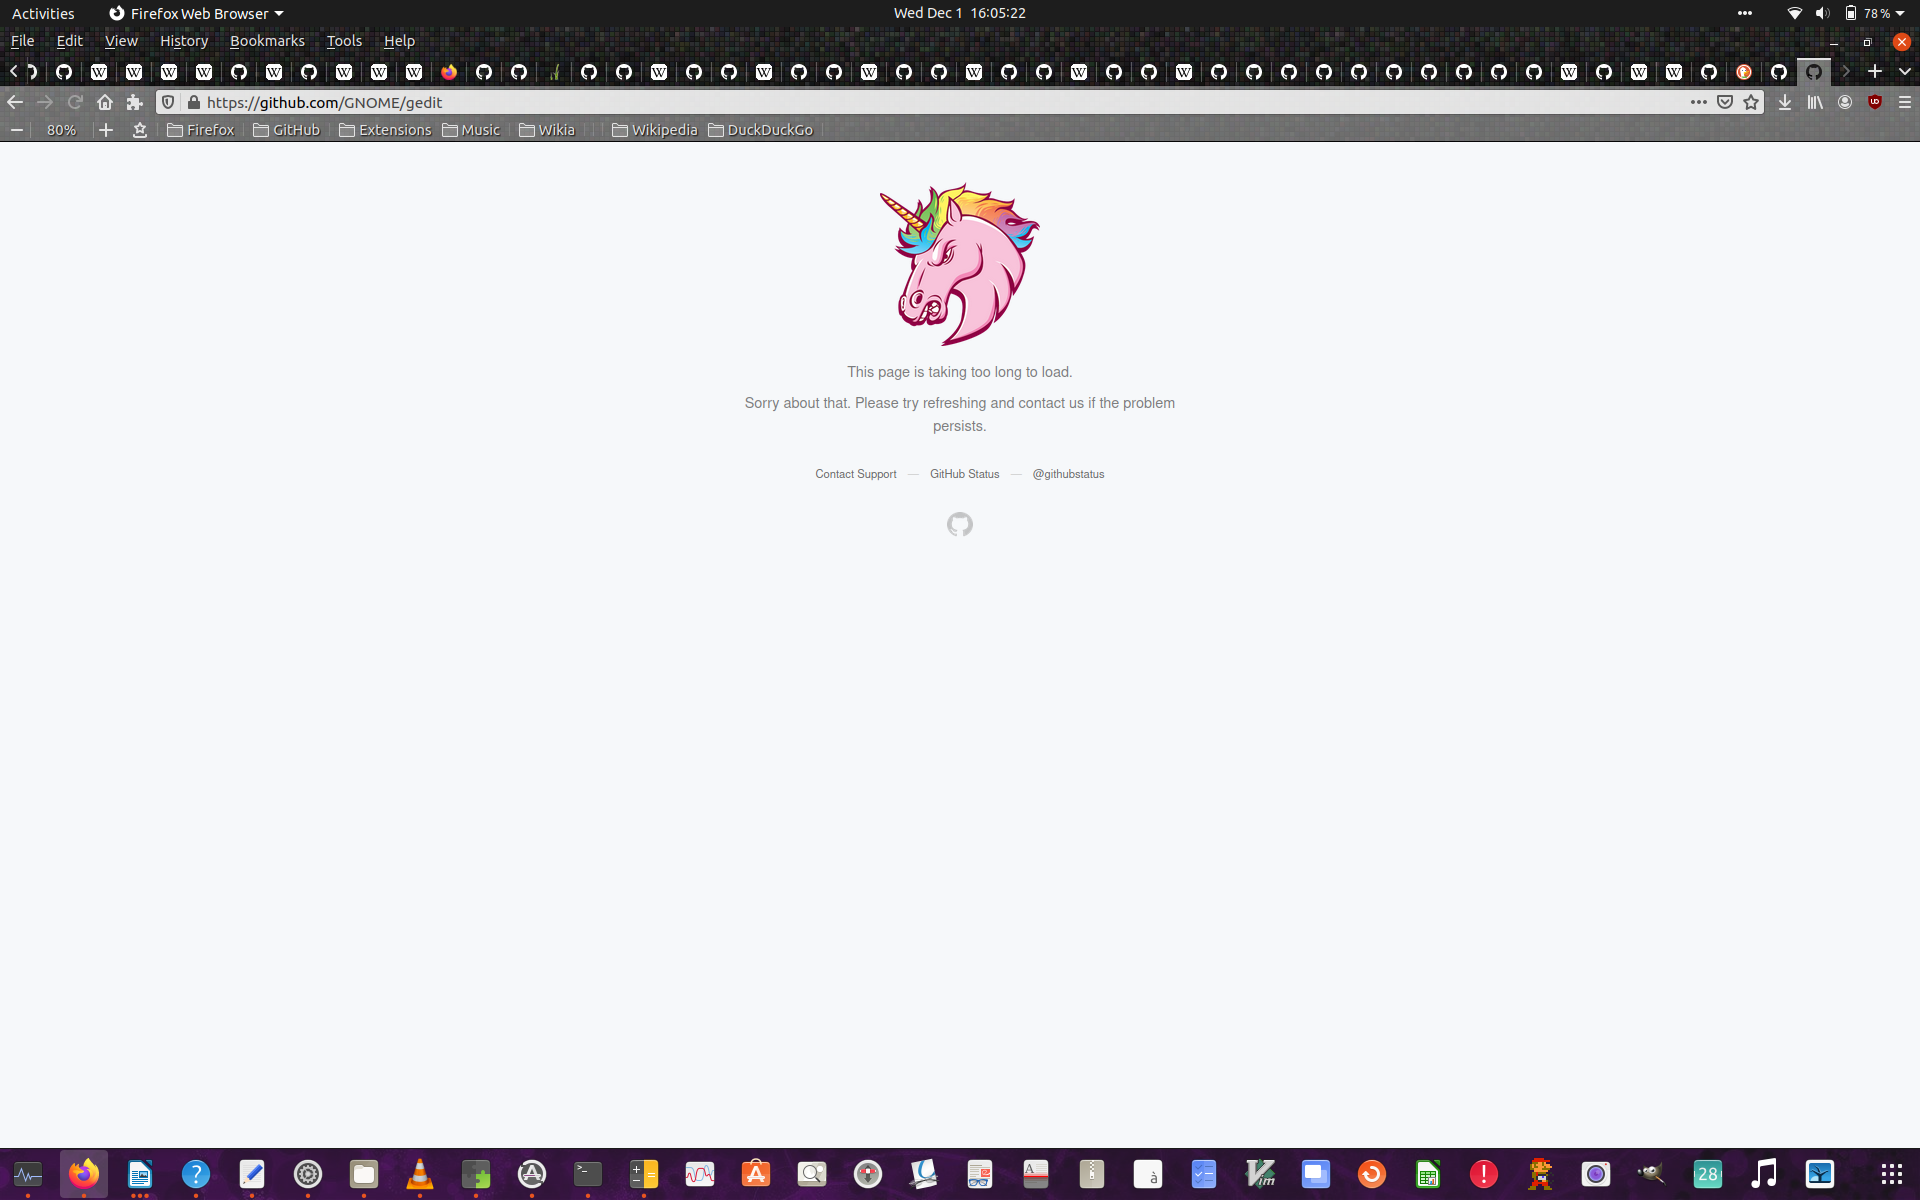 Activities Firefox Web Browser Wed Dec 1 16:05:22 78 %
File Edit View History Bookmarks Tools Help
https://github.com/GNOME/gedit
80% Firefox GitHub Extensions Music Wikia Wikipedia DuckDuckGo
This page is taking too long to load.
Sorry about that. Please try refreshing and contact us if the problem
persists.
Contact Support — GitHub Status — @githubstatus
28